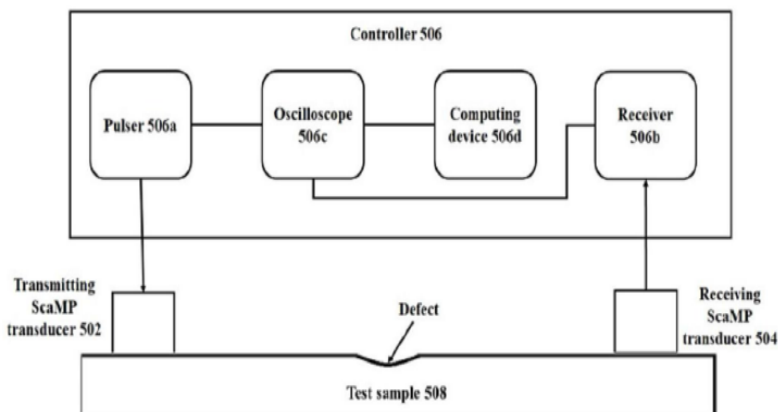 Controller 506
Pulser 506a
Oscilloscope
506c
Computing
device 506d
Receiver
506b
Transmitting
ScaMP
transducer 502
Defect
Receiving
ScaMP
transducer 504
Test sample 508